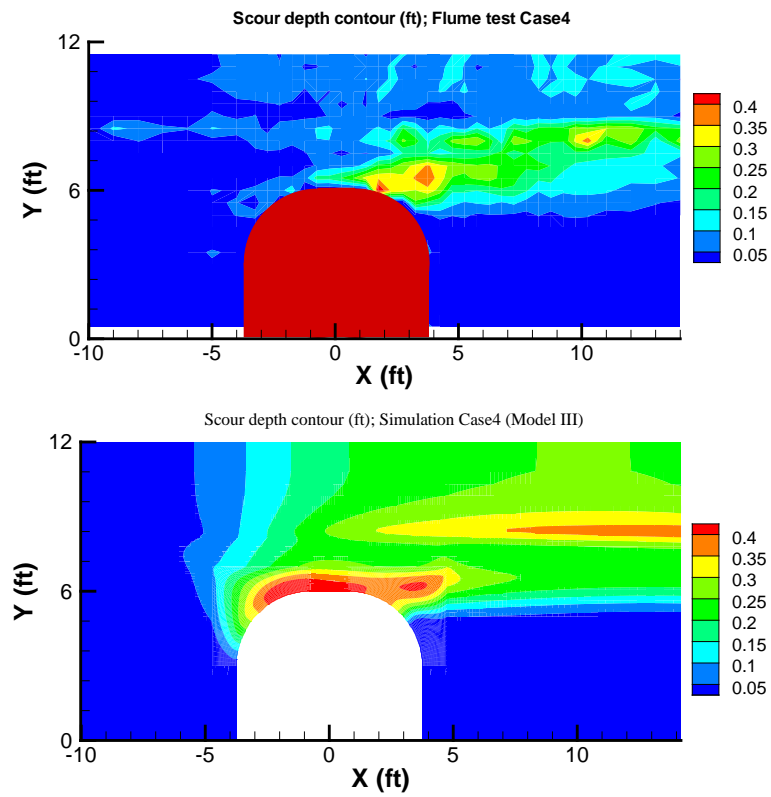 Scour depth contour (ft); Flume test Case4
12
6
0
Y (ft)
-10 -5 0 5 10
X (ft)
0.4
0.35
0.3
0.25
0.2
0.15
0.1
0.05
Scour depth contour (ft); Simulation Case4 (Model III)
12
6
0
Y (ft)
-10 -5 0 5 10
X (ft)
0.4
0.35
0.3
0.25
0.2
0.15
0.1
0.05